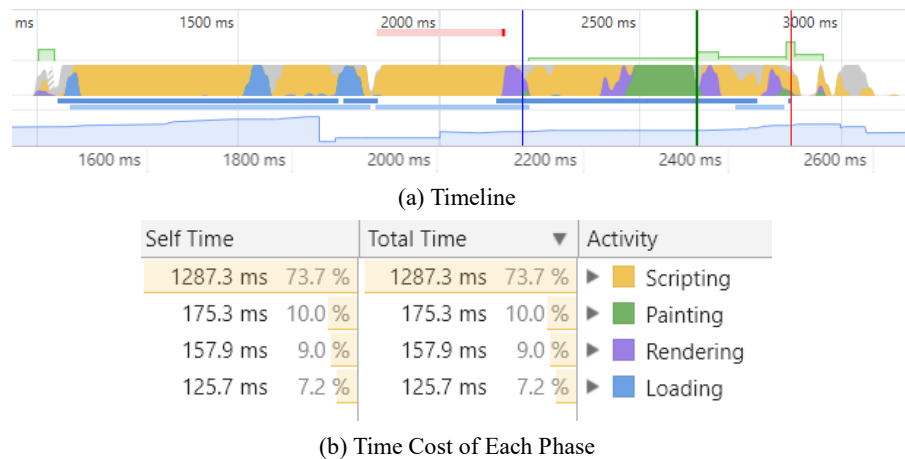 ms 1500 ms 2000 ms 2500 ms 3000 ms
1600 ms 1800 ms 2000 ms 2200 ms 2400 ms 2600 ms
(a) Timeline
Self Time Total Time ▼ Activity
1287.3 ms 73.7 % 1287.3 ms 73.7 % ▶ Scripting
175.3 ms 10.0 % 175.3 ms 10.0 % ▶ Painting
157.9 ms 9.0 % 157.9 ms 9.0 % ▶ Rendering
125.7 ms 7.2 % 125.7 ms 7.2 % ▶ Loading
(b) Time Cost of Each Phase